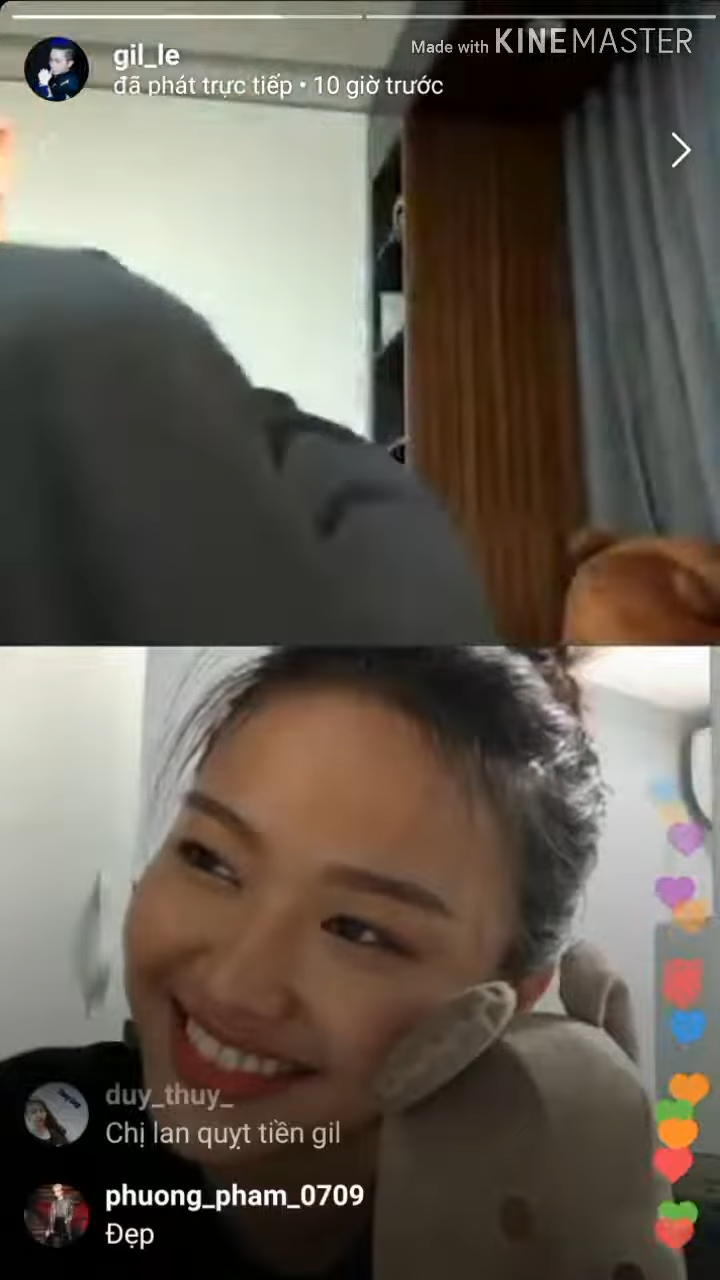 gil_le
Made with KINEMASTER
đã phát trực tiếp • 10 giờ trước
duy_thuy_
Chị lan quỵt tiền gil
phuong_pham_0709
Đẹp